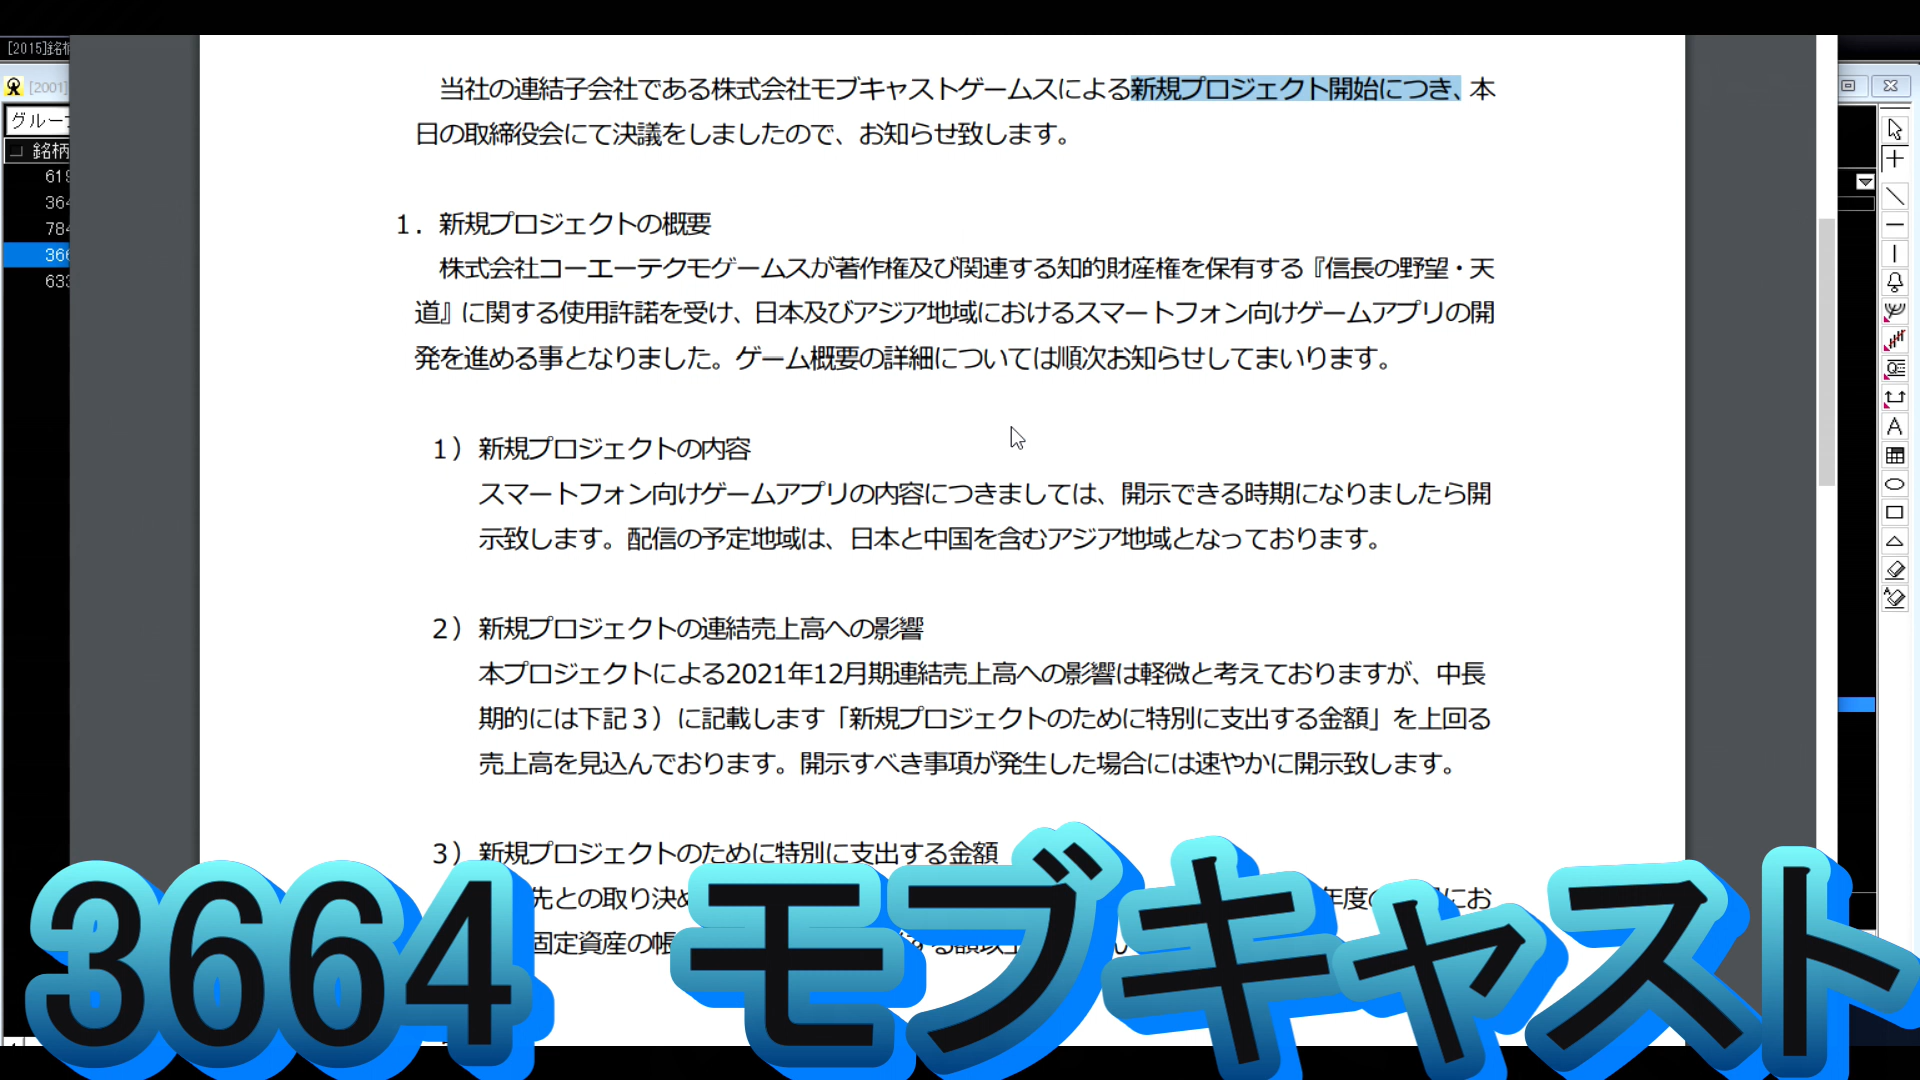 [2015]銘柄
[2001]
グルー
銘柄
当社の連結子会社である株式会社モブキャストゲームスによる新規プロジェクト開始につき、本
日の取締役会にて決議をしましたので、お知らせ致します。
1．新規プロジェクトの概要
株式会社コーエーテクモゲームスが著作権及び関連する知的財産権を保有する『信長の野望・天
道』に関する使用許諾を受け、日本及びアジア地域におけるスマートフォン向けゲームアプリの開
発を進める事となりました。ゲーム概要の詳細については順次お知らせしてまいります。
1）新規プロジェクトの内容
スマートフォン向けゲームアプリの内容につきましては、開示できる時期になりましたら開
示致します。配信の予定地域は、日本と中国を含むアジア地域となっております。
2）新規プロジェクトの連結売上高への影響
本プロジェクトによる2021年12月期連結売上高への影響は軽微と考えておりますが、中長
期的には下記３）に記載します「新規プロジェクトのために特別に支出する金額」を上回る
売上高を見込んでおります。開示すべき事項が発生した場合には速やかに開示致します。
3）新規プロジェクトのために特別に支出する金額
先との取り決め
年度の
にお
固定資産の帳
する額以上
3664 モブキャスト